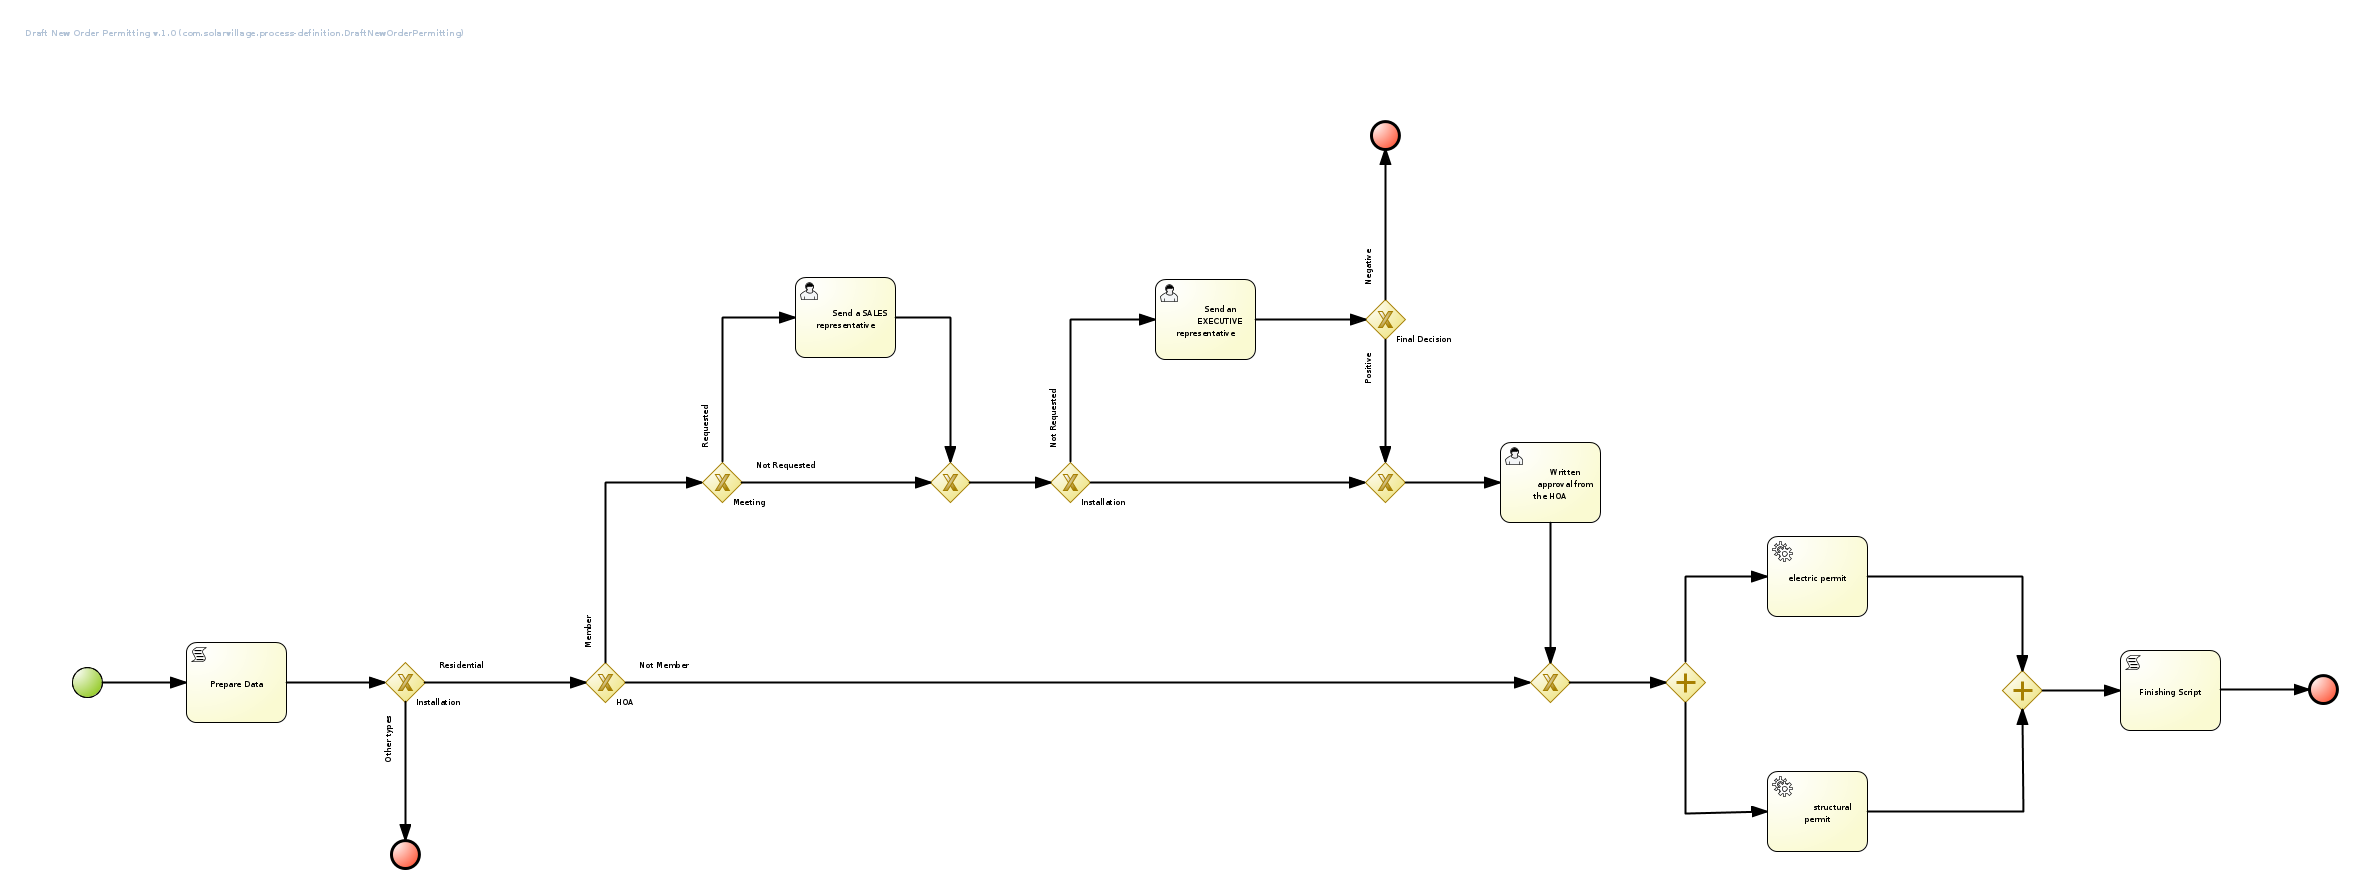 Draft New Order Permitting v.1.0 (com.solarvillage.process-definition.DraftNewOrderPermitting)
Negative
Send a SALES
representative
Send an
EXECUTIVE
representative
Final Decision
Positive
Requested
Not Requested
Not Requested
Meeting
Installation
Written
approval from
the HOA
electric permit
Member
Residential
Not Member
Prepare Data
Installation
HOA
Finishing Script
Other types
structural
permit